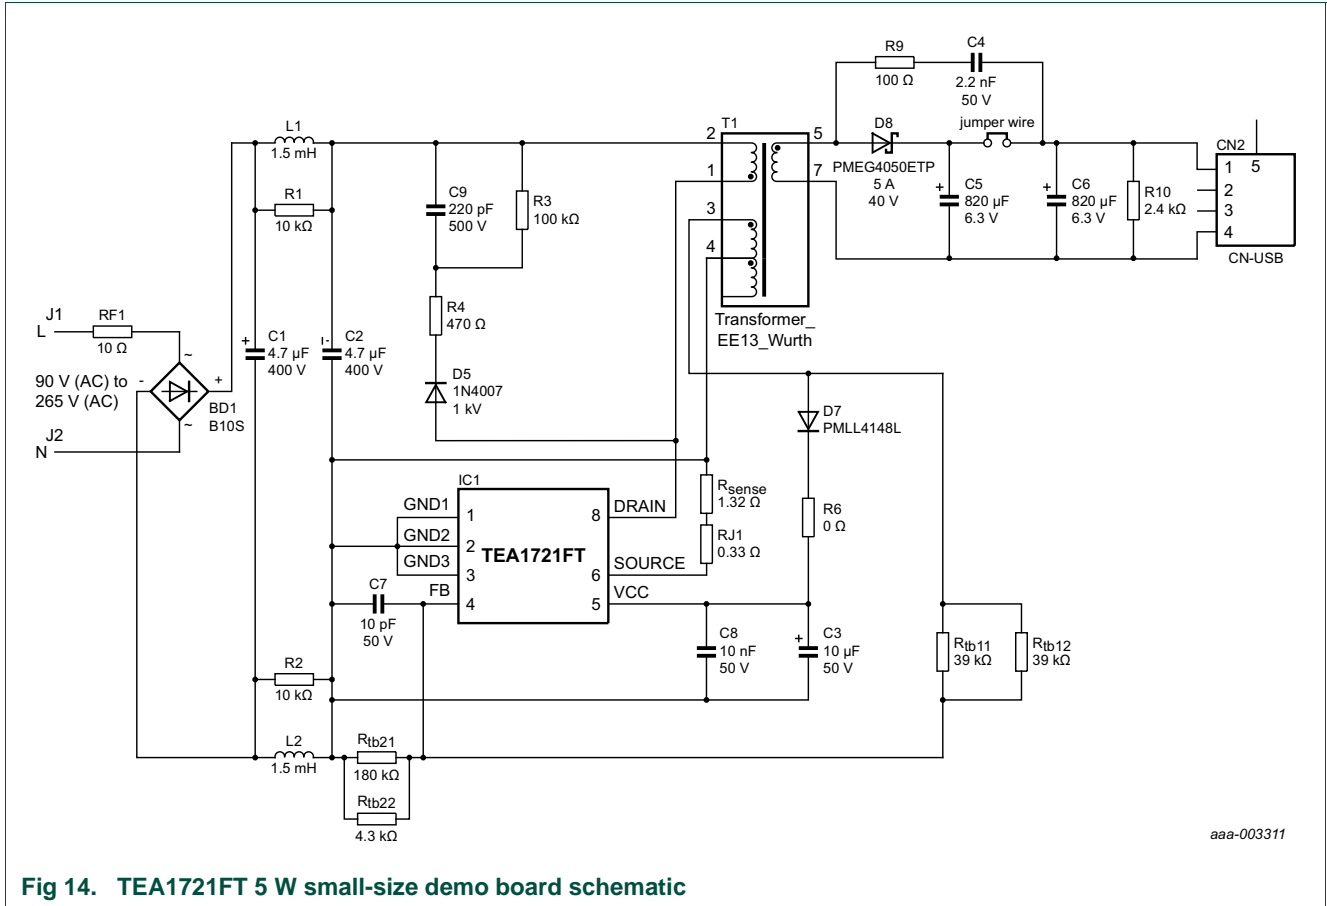 R9
100 Ω
C4
2.2 nF
50 V
L1
1.5 mH
T1
2
1
3
4
5
7
D8
PMEG4050ETP
5 A
40 V
jumper wire
CN2
5
1
2
3
4
CN-USB
R1
10 kΩ
C9
220 pF
500 V
R3
100 kΩ
+
C5
820 µF
6.3 V
+
C6
820 µF
6.3 V
R10
2.4 kΩ
J1
L
RF1
10 Ω
R4
470 Ω
Transformer_
EE13_Wurth
+
C1
4.7 µF
400 V
C2
4.7 µF
400 V
90 V (AC) to
265 V (AC)
-
~
+
~
BD1
B10S
D5
1N4007
1 kV
D7
PMLL4148L
J2
N
IC1
GND1
1
GND2
2
GND3
3
FB
4
TEA1721FT
8
DRAIN
6
SOURCE
5
VCC
Rsense
1.32 Ω
RJ1
0.33 Ω
R6
0 Ω
C7
10 pF
50 V
C8
10 nF
50 V
+
C3
10 µF
50 V
Rtb11
39 kΩ
Rtb12
39 kΩ
R2
10 kΩ
L2
1.5 mH
Rtb21
180 kΩ
Rtb22
4.3 kΩ
aaa-003311
Fig 14. TEA1721FT 5 W small-size demo board schematic